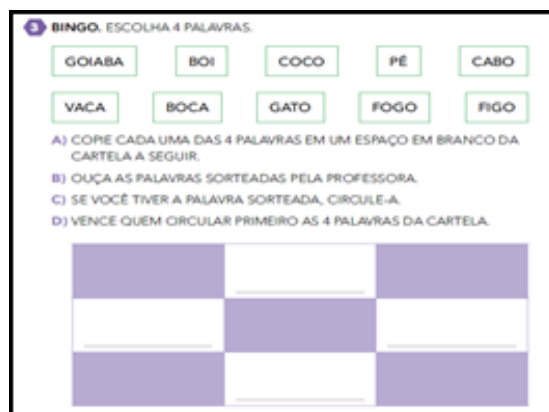 3 BINGO. ESCOLHA 4 PALAVRAS.
GOIABA BOI COCO PÉ CABO
VACA BOCA GATO FOGO FIGO
A) COPIE CADA UMA DAS 4 PALAVRAS EM UM ESPAÇO EM BRANCO DA
CARTELA A SEGUIR.
B) OUÇA AS PALAVRAS SORTEADAS PELA PROFESSORA.
C) SE VOCÊ TIVER A PALAVRA SORTEADA, CIRCULE-A.
D) VENCE QUEM CIRCULAR PRIMEIRO AS 4 PALAVRAS DA CARTELA.